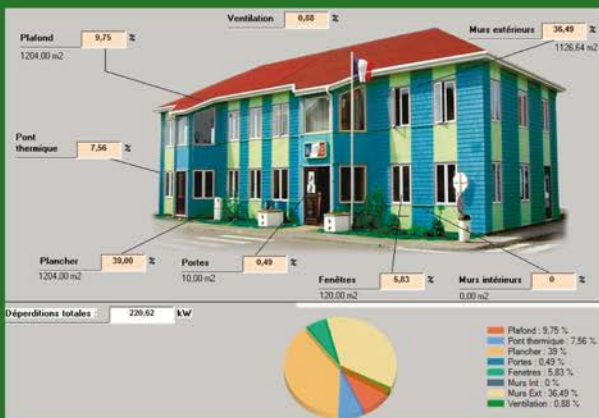 Ventilation 0,88 %
Plafond 9,75 %
1204,00 m2
Murs extérieurs 36,49 %
1126,64 m2
Pont
thermique 7,56 %
Plancher 39,00 %
1204,00 m2
Portes 0,49 %
10,00 m2
Fenêtres 5,83 %
120,00 m2
Murs intérieurs 0 %
0,00 m2
Déperditions totales : 220,62 kW
Plafond : 9,75 %
Pont thermique : 7,56 %
Plancher : 39 %
Portes : 0,49 %
Fenetres : 5,83 %
Murs Int : 0 %
Murs Ext : 36,49 %
Ventilation : 0,88 %